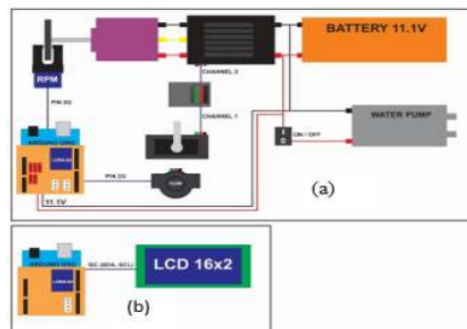 BATTERY 11.1V
CHANNEL 2
RPM
CHANNEL 1
WATER PUMP
PIN D2
ON / OFF
ARDUINO UNO
PIN D3
(a)
11.1V
ARDUINO UNO
I2C (SDA, SCL)
LCD 16x2
(b)